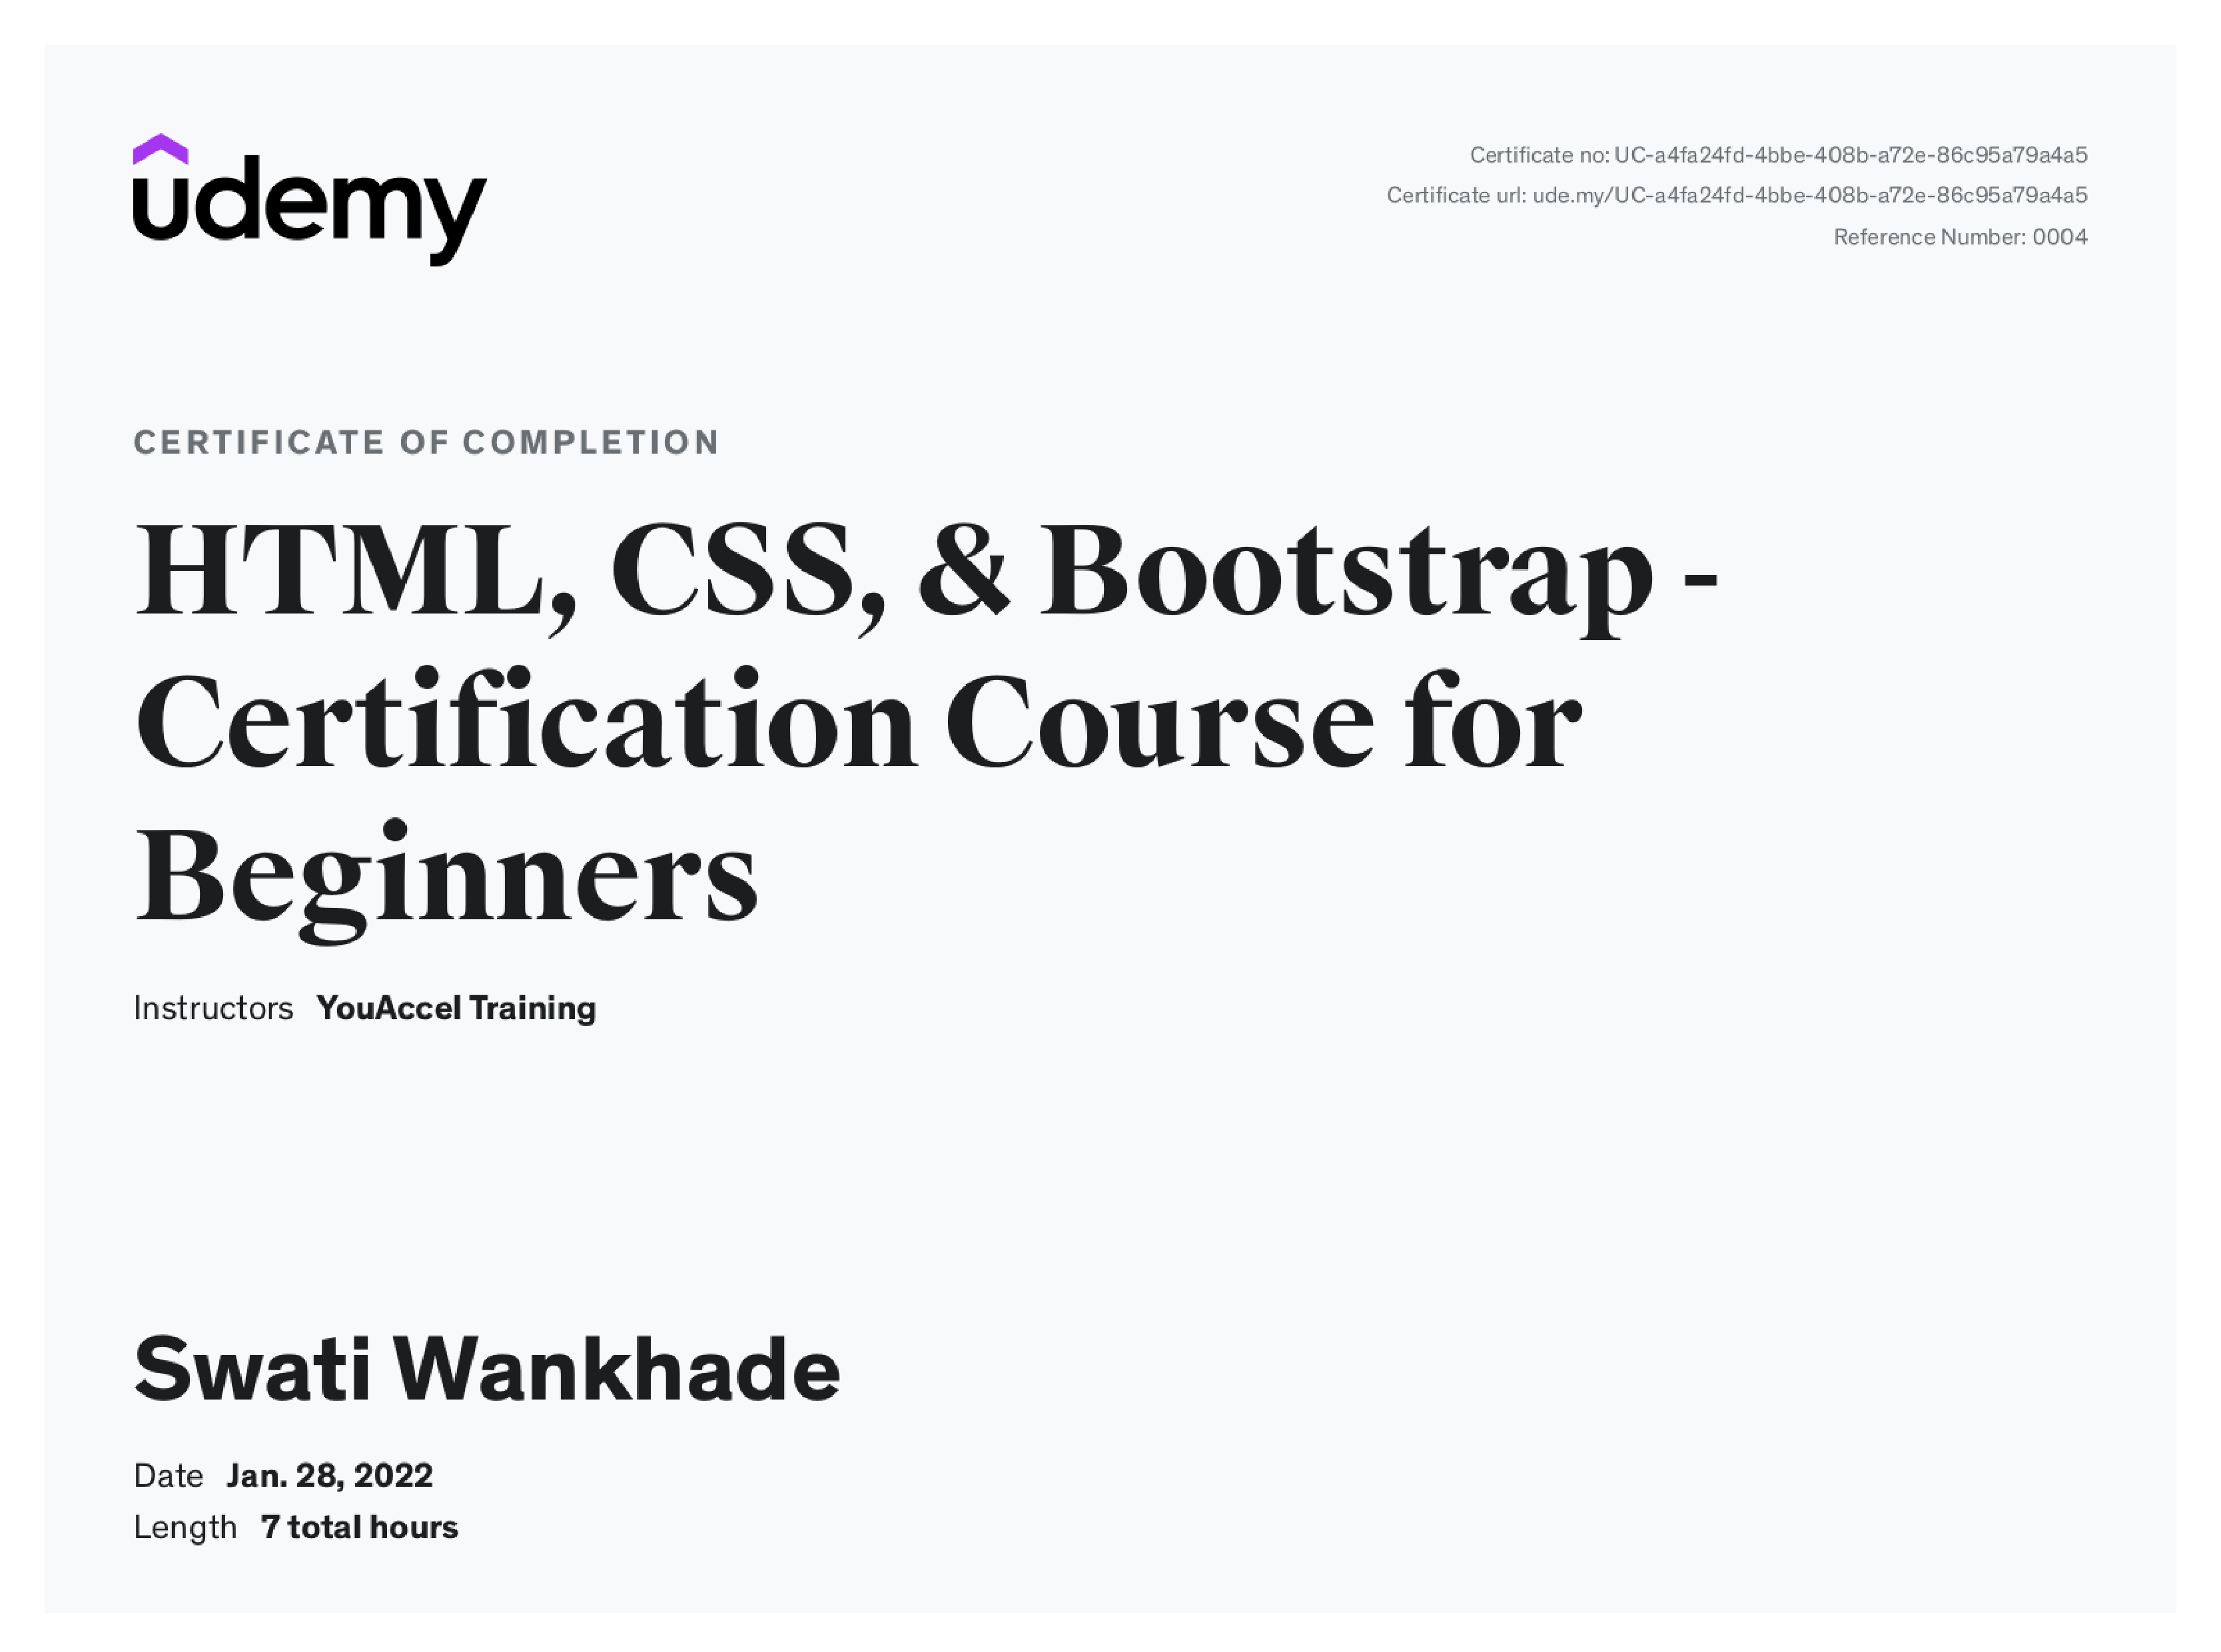 udemy
Certificate no: UC-a4fa24fd-4bbe-408b-a72e-86c95a79a4a5
Certificate url: ude.my/UC-a4fa24fd-4bbe-408b-a72e-86c95a79a4a5
Reference Number: 0004
CERTIFICATE OF COMPLETION
HTML, CSS, & Bootstrap -
Certification Course for
Beginners
Instructors YouAccel Training
Swati Wankhade
Date Jan. 28, 2022
Length 7 total hours